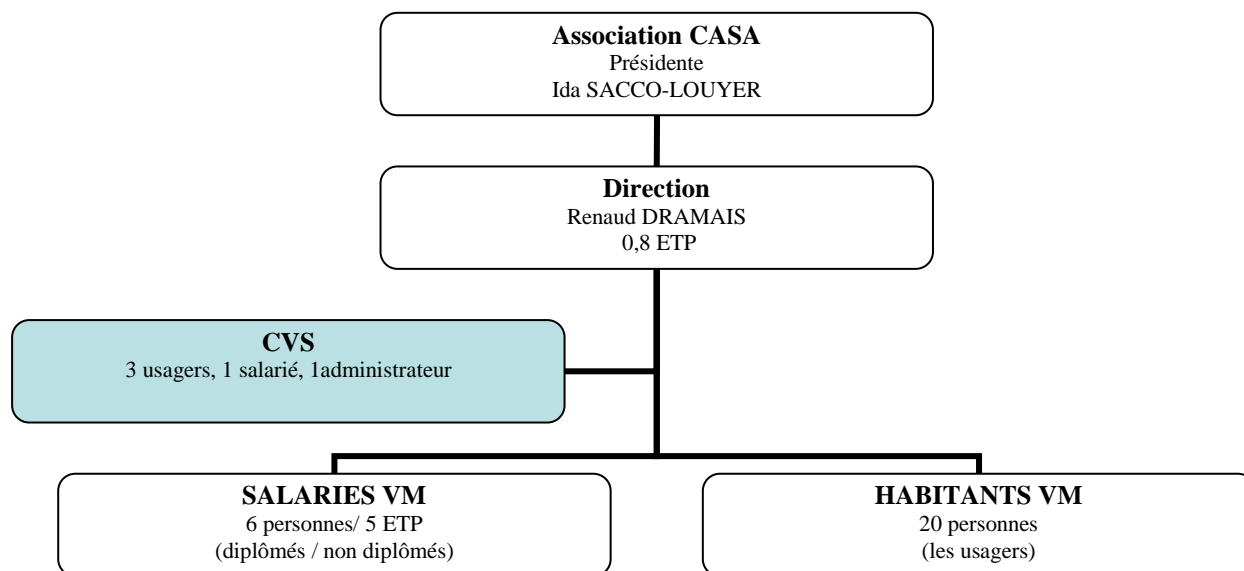 Association CASA
Présidente
Ida SACCO-LOUYER
Direction
Renaud DRAMAIS
0,8 ETP
CVS
3 usagers, 1 salarié, 1administrateur
SALARIES VM
6 personnes/ 5 ETP
(diplômés / non diplômés)
HABITANTS VM
20 personnes
(les usagers)